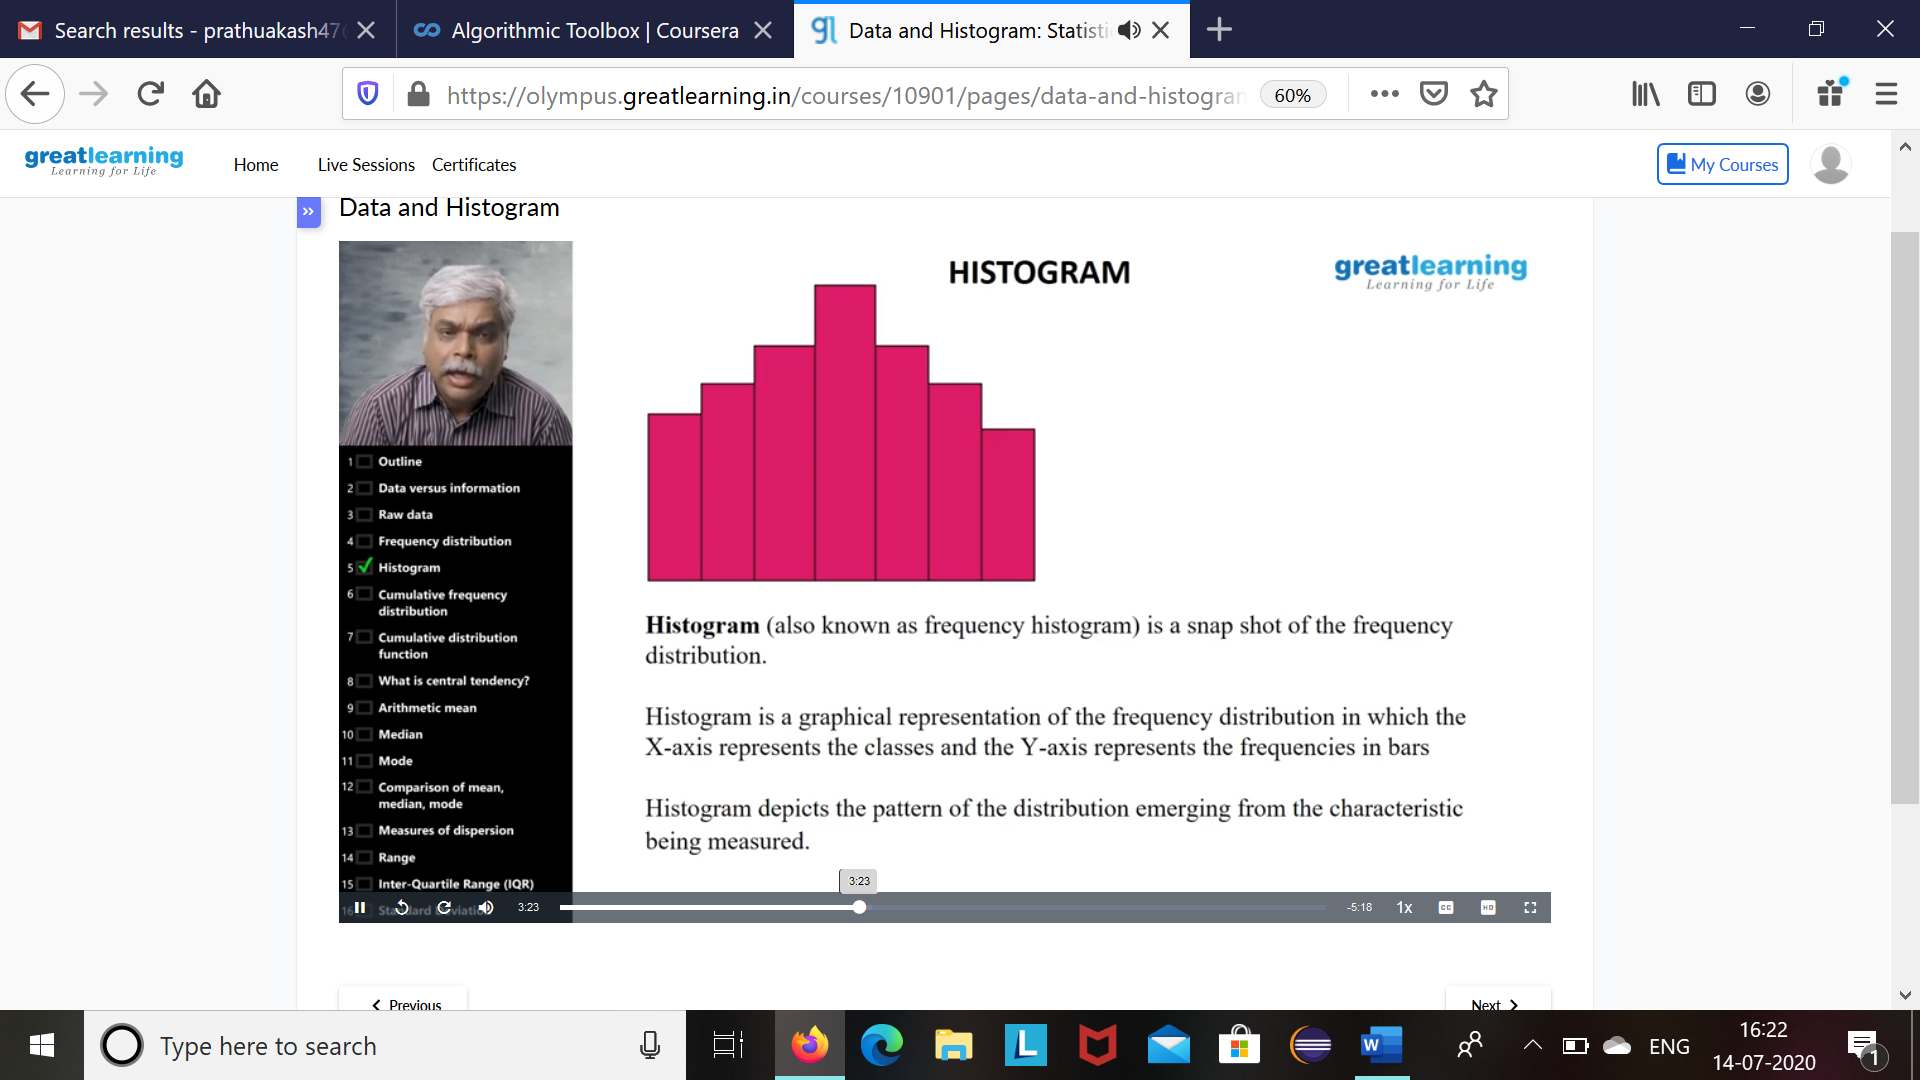 Search results - prathuakash47
Algorithmic Toolbox | Coursera
Data and Histogram: Statisti
https://olympus.greatlearning.in/courses/10901/pages/data-and-histogram
60%
greatlearning
Learning for Life
Home
Live Sessions
Certificates
My Courses
Data and Histogram
HISTOGRAM
greatlearning
Learning for Life
1 Outline
2 Data versus information
3 Raw data
4 Frequency distribution
5 Histogram
6 Cumulative frequency
distribution
7 Cumulative distribution
function
8 What is central tendency?
9 Arithmetic mean
10 Median
11 Mode
12 Comparison of mean,
median, mode
13 Measures of dispersion
14 Range
15 Inter-Quartile Range (IQR)
16 Standard Deviatio
Histogram (also known as frequency histogram) is a snap shot of the frequency
distribution.
Histogram is a graphical representation of the frequency distribution in which the
X-axis represents the classes and the Y-axis represents the frequencies in bars
Histogram depicts the pattern of the distribution emerging from the characteristic
being measured.
3:23
3:23
-5:18
1x
CC
HD
Previous
Next
Type here to search
L
W
ENG
16:22
14-07-2020
1